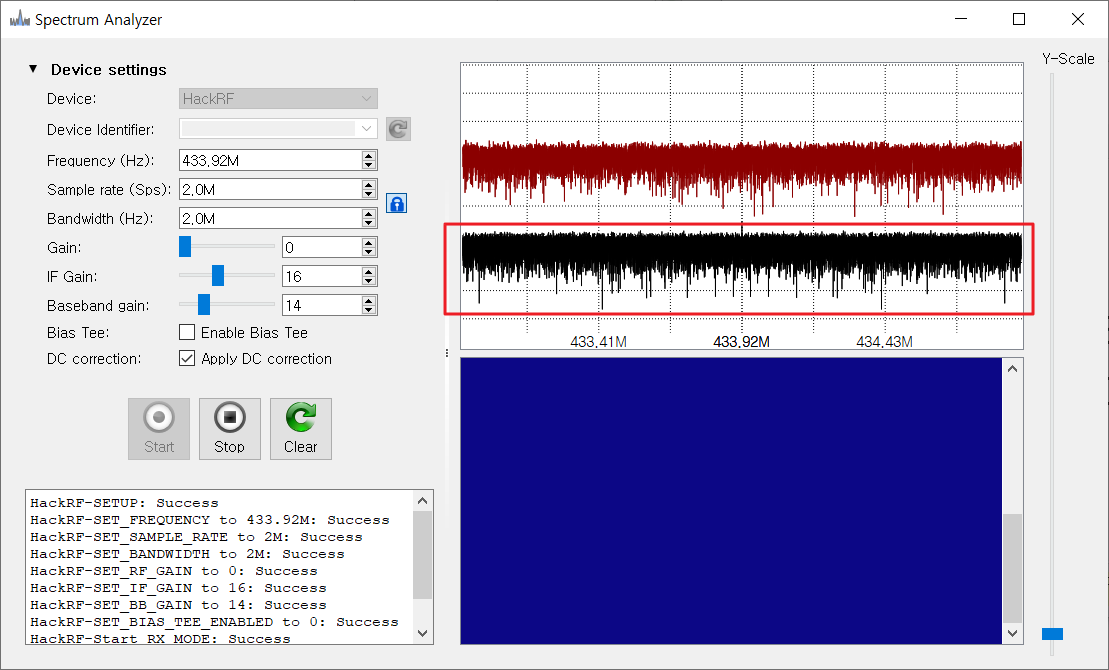 Spectrum Analyzer
Device settings
Y-Scale
Device:
HackRF
Device Identifier:
Frequency (Hz):
433,92M
Sample rate (Sps):
2,0M
Bandwidth (Hz):
2,0M
Gain:
0
IF Gain:
16
Baseband gain:
14
Bias Tee:
Enable Bias Tee
DC correction:
Apply DC correction
433,41M
433,92M
434,43M
Start
Stop
Clear
HackRF-SETUP: Success
HackRF-SET_FREQUENCY to 433.92M: Success
HackRF-SET_SAMPLE_RATE to 2M: Success
HackRF-SET_BANDWIDTH to 2M: Success
HackRF-SET_RF_GAIN to 0: Success
HackRF-SET_IF_GAIN to 16: Success
HackRF-SET_BB_GAIN to 14: Success
HackRF-SET_BIAS_TEE_ENABLED to 0: Success
HackRF-Start RX MODE: Success